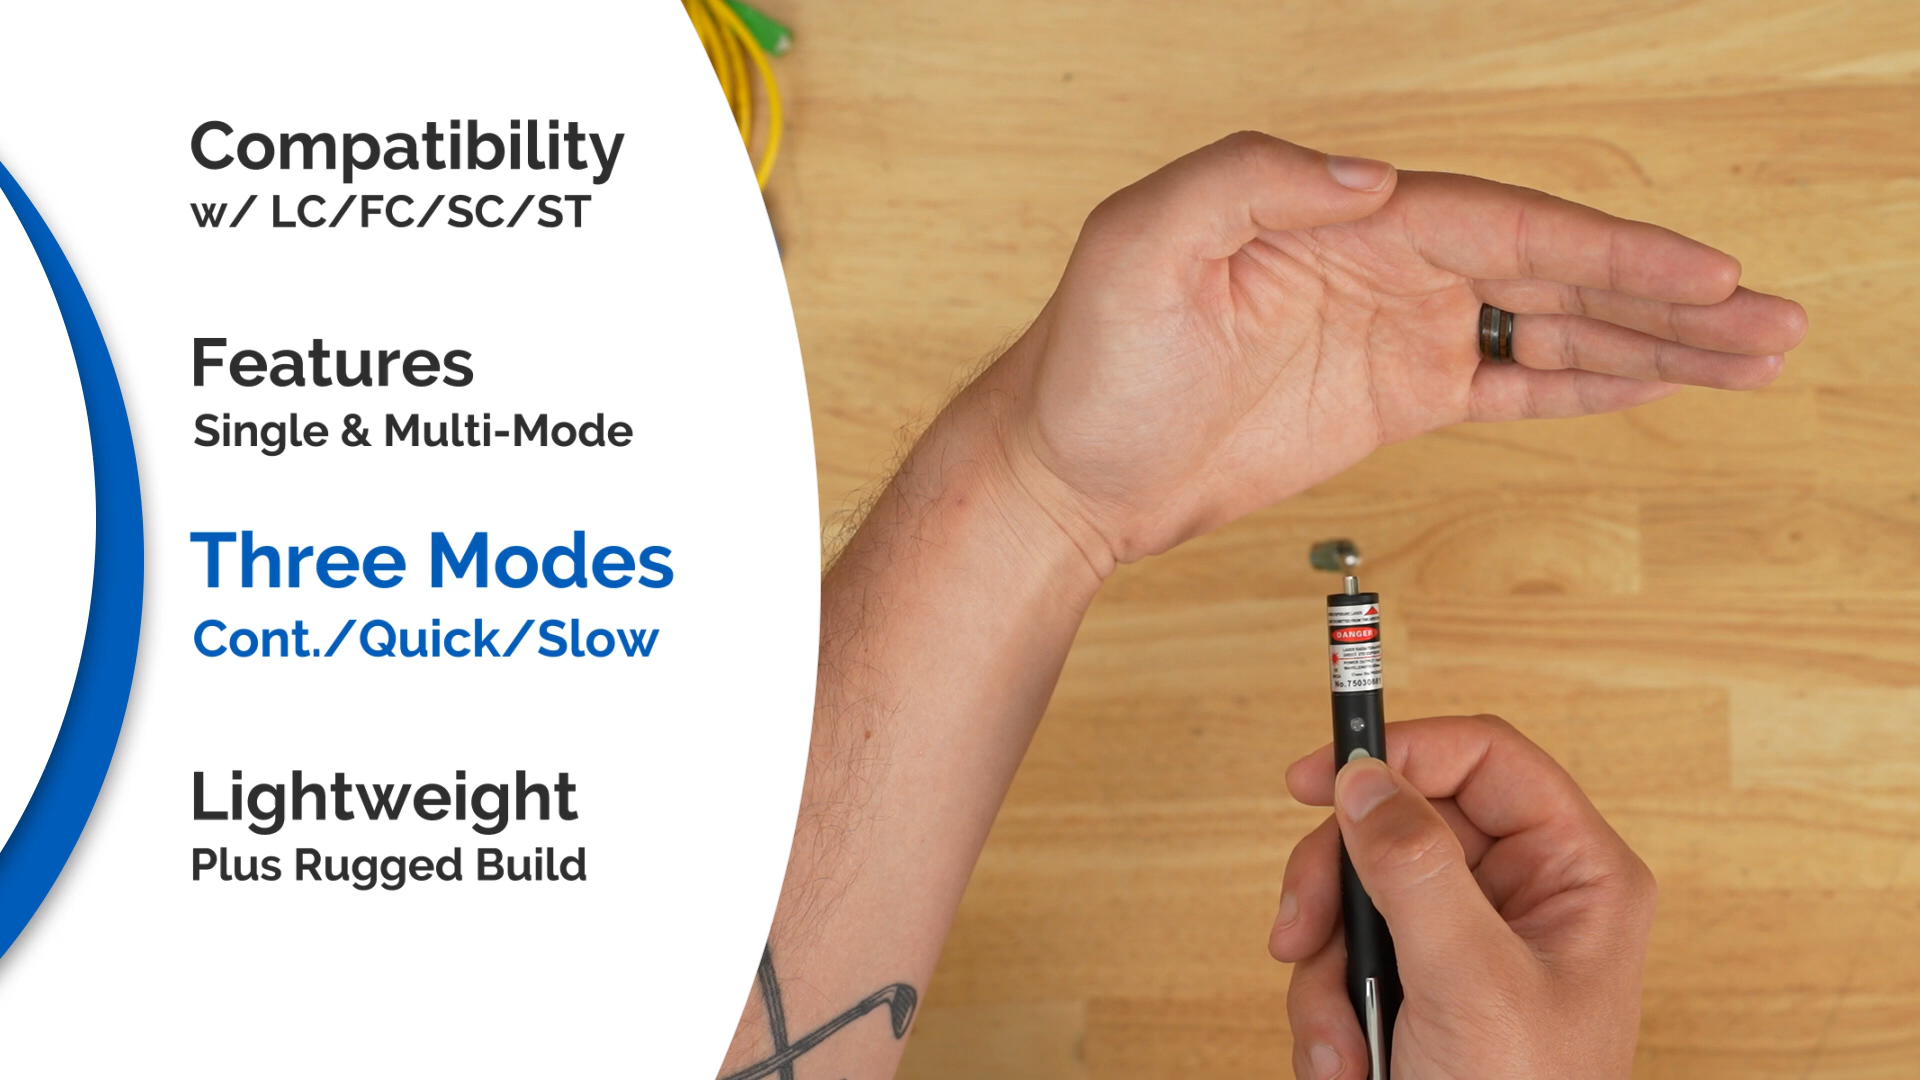 Compatibility
w/ LC/FC/SC/ST
Features
Single & Multi-Mode
Three Modes
Cont./Quick/Slow
Lightweight
Plus Rugged Build
DANGER